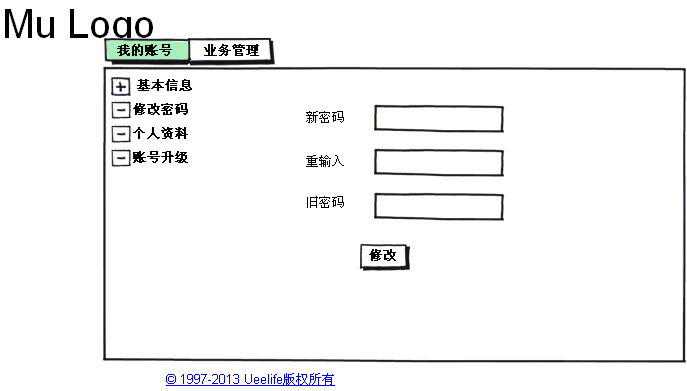 Mu Logo
我的账号 业务管理
基本信息
修改密码
个人资料
账号升级
新密码
重输入
旧密码
修改
© 1997-2013 Ueelife版权所有